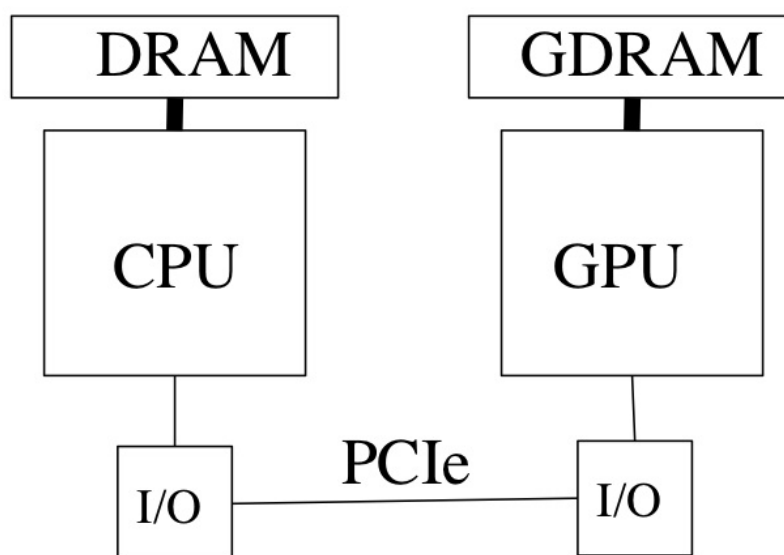 DRAM
GDRAM
CPU
GPU
PCIe
I/O
I/O